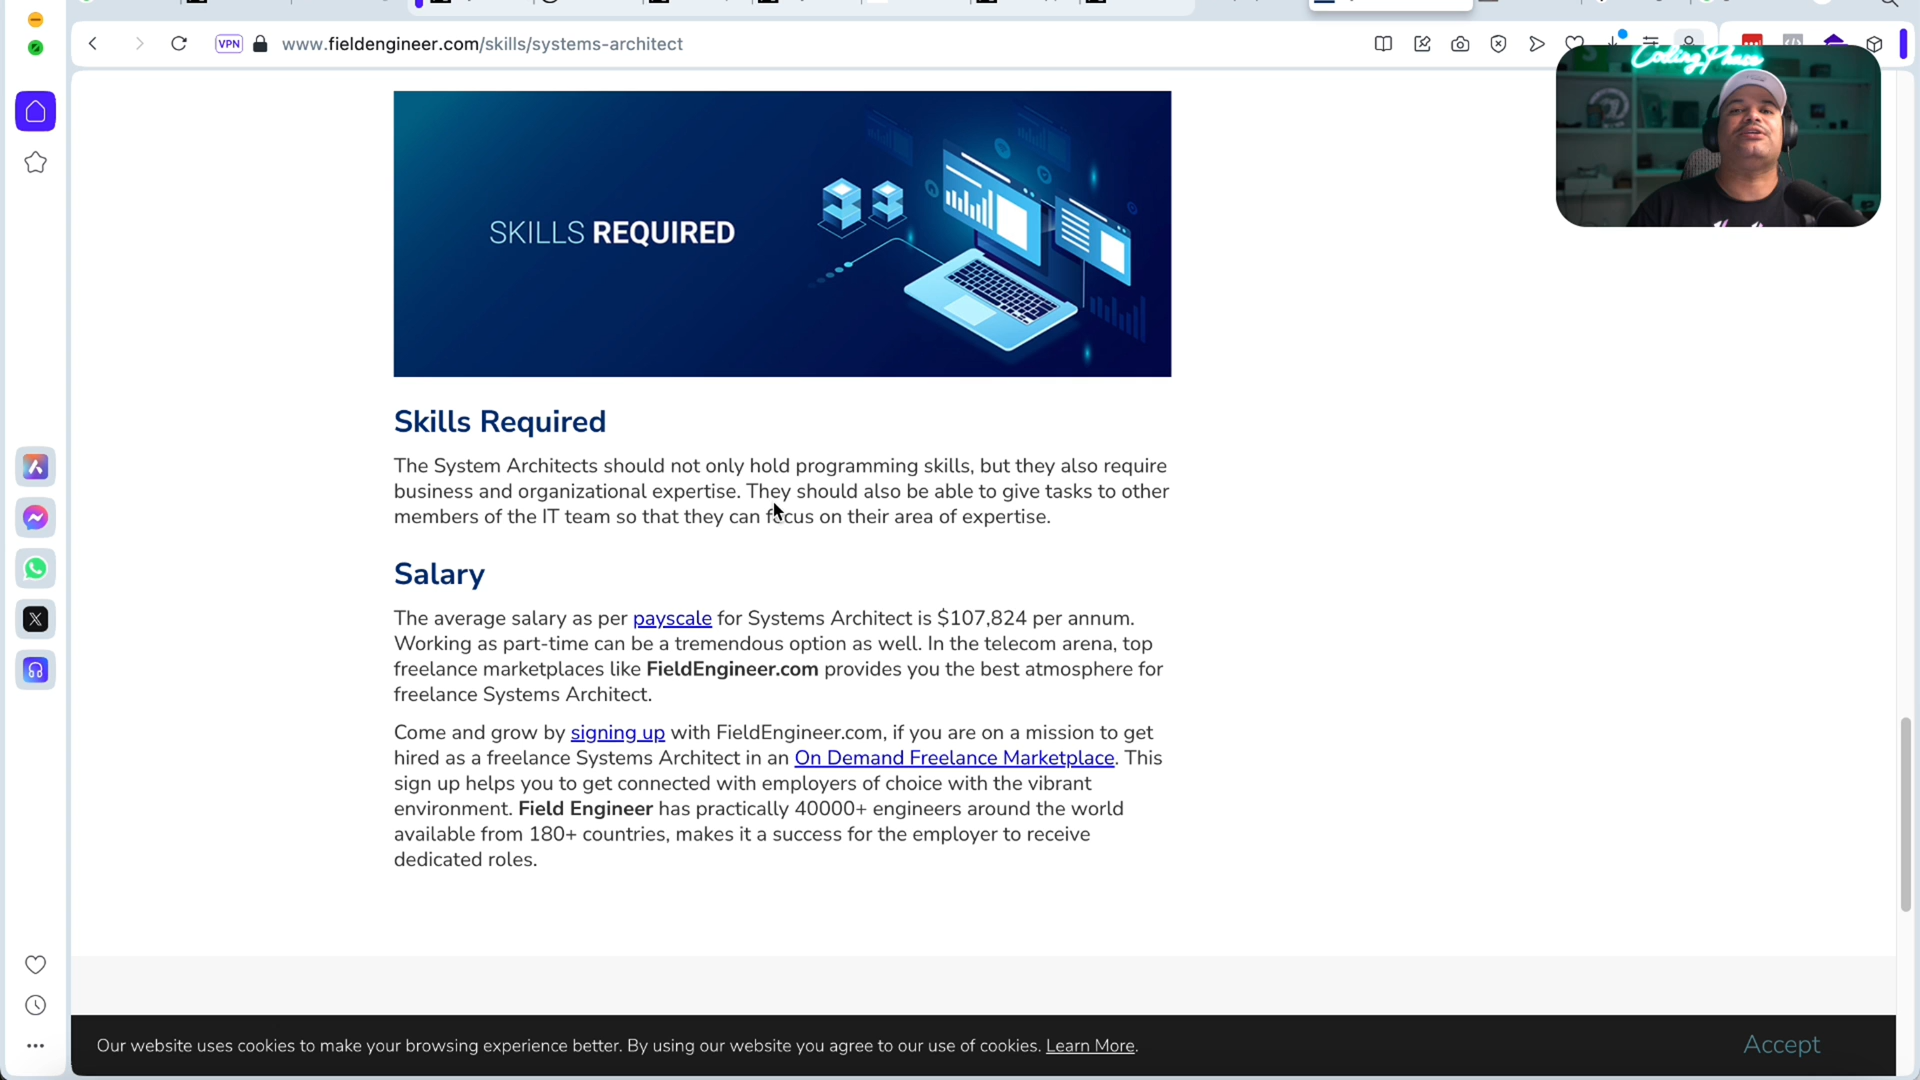 VPN
www.fieldengineer.com/skills/systems-architect
CodingPhase
SKILLS REQUIRED
Skills Required
The System Architects should not only hold programming skills, but they also require
business and organizational expertise. They should also be able to give tasks to other
members of the IT team so that they can focus on their area of expertise.
Salary
The average salary as per payscale for Systems Architect is $107,824 per annum.
Working as part-time can be a tremendous option as well. In the telecom arena, top
freelance marketplaces like FieldEngineer.com provides you the best atmosphere for
freelance Systems Architect.
Come and grow by signing up with FieldEngineer.com, if you are on a mission to get
hired as a freelance Systems Architect in an On Demand Freelance Marketplace. This
sign up helps you to get connected with employers of choice with the vibrant
environment. Field Engineer has practically 40000+ engineers around the world
available from 180+ countries, makes it a success for the employer to receive
dedicated roles.
Our website uses cookies to make your browsing experience better. By using our website you agree to our use of cookies. Learn More.
Accept